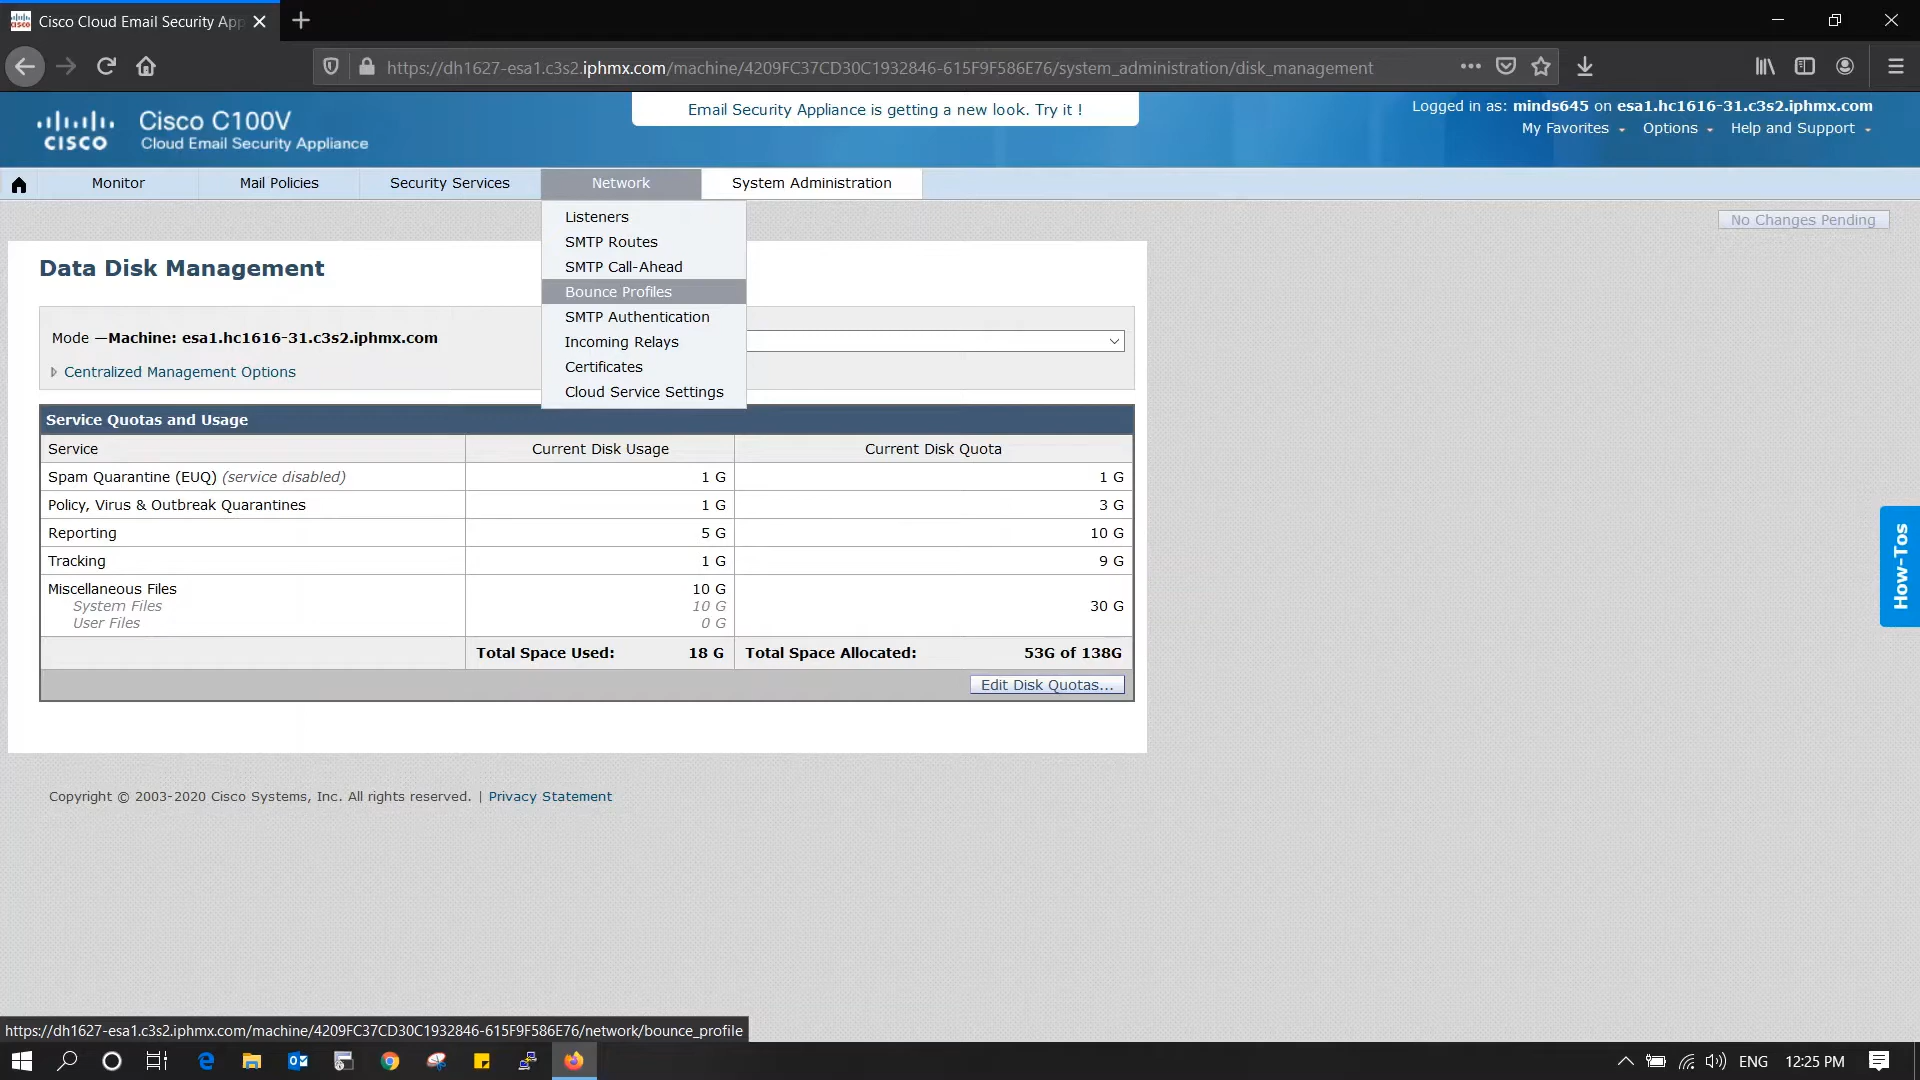 Cisco Cloud Email Security App
https://dh1627-esa1.c3s2.iphmx.com/machine/4209FC37CD30C1932846-615F9F586E76/system_administration/disk_management
CISCO
Cisco C100V
Cloud Email Security Appliance
Email Security Appliance is getting a new look. Try it !
Logged in as: minds645 on esa1.hc1616-31.c3s2.iphmx.com
My Favorites Options Help and Support
Monitor Mail Policies Security Services Network System Administration
Listeners
SMTP Routes
SMTP Call-Ahead
Bounce Profiles
SMTP Authentication
Incoming Relays
Certificates
Cloud Service Settings
No Changes Pending
Data Disk Management
Mode —Machine: esa1.hc1616-31.c3s2.iphmx.com
Centralized Management Options
Service Quotas and Usage
Service Current Disk Usage Current Disk Quota
Spam Quarantine (EUQ) (service disabled) 1 G 1 G
Policy, Virus & Outbreak Quarantines 1 G 3 G
Reporting 5 G 10 G
Tracking 1 G 9 G
Miscellaneous Files 10 G
System Files 10 G 30 G
User Files 0 G
Total Space Used: 18 G Total Space Allocated: 53G of 138G
Edit Disk Quotas...
How-Tos
Copyright © 2003-2020 Cisco Systems, Inc. All rights reserved. | Privacy Statement
https://dh1627-esa1.c3s2.iphmx.com/machine/4209FC37CD30C1932846-615F9F586E76/network/bounce_profile
ENG 12:25 PM